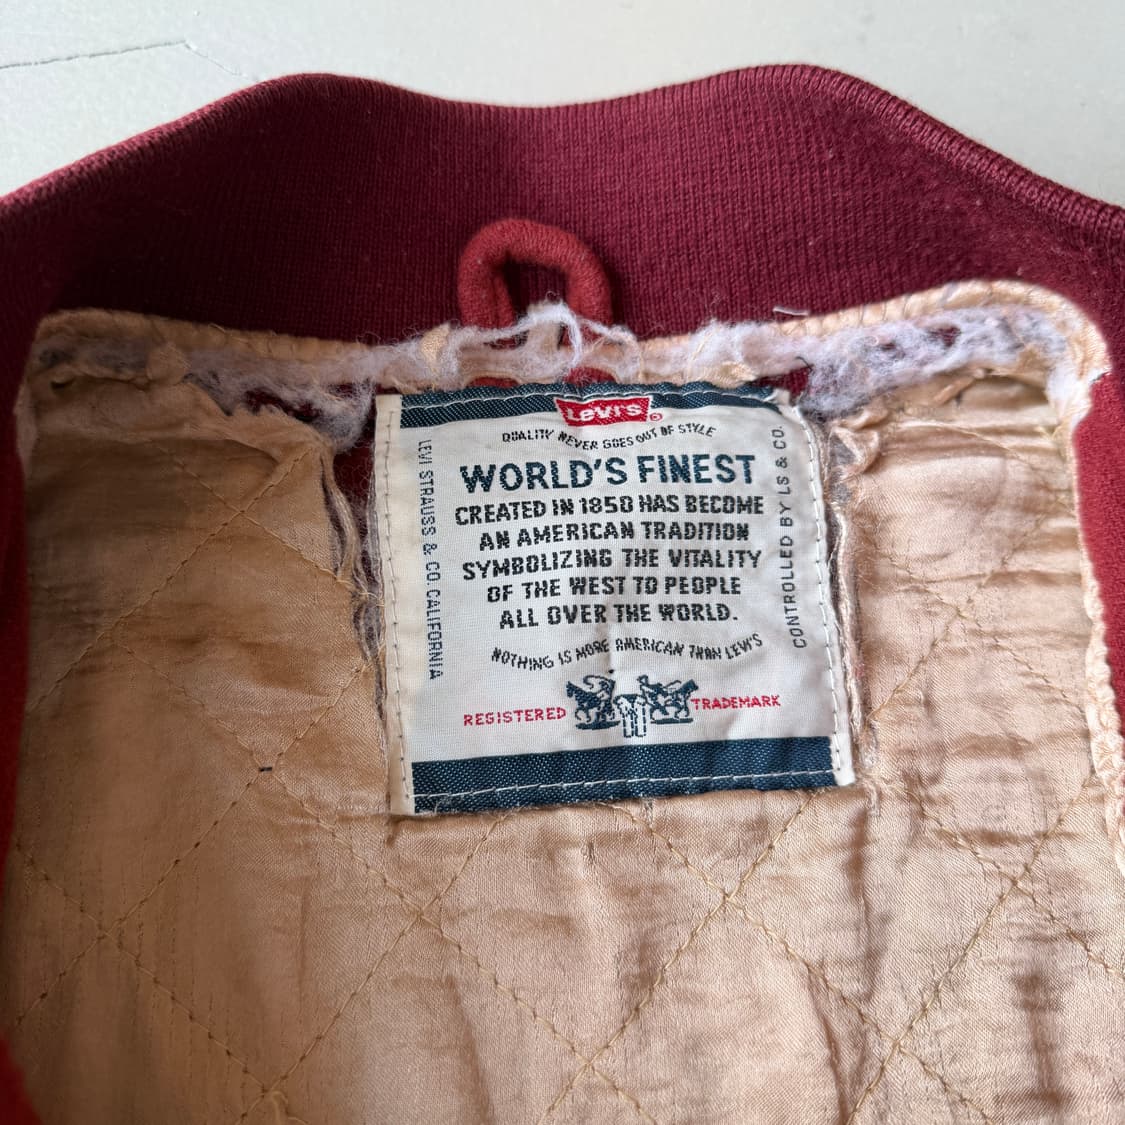 Levi's ®
QUALITY NEVER GOES OUT OF STYLE
WORLD'S FINEST
CREATED IN 1850 HAS BECOME
AN AMERICAN TRADITION
SYMBOLIZING THE VITALITY
OF THE WEST TO PEOPLE
ALL OVER THE WORLD.
NOTHING IS MORE AMERICAN THAN LEVI'S
REGISTERED TRADEMARK
LEVI STRAUSS & CO. CALIFORNIA
CONTROLLED BY LS & CO.